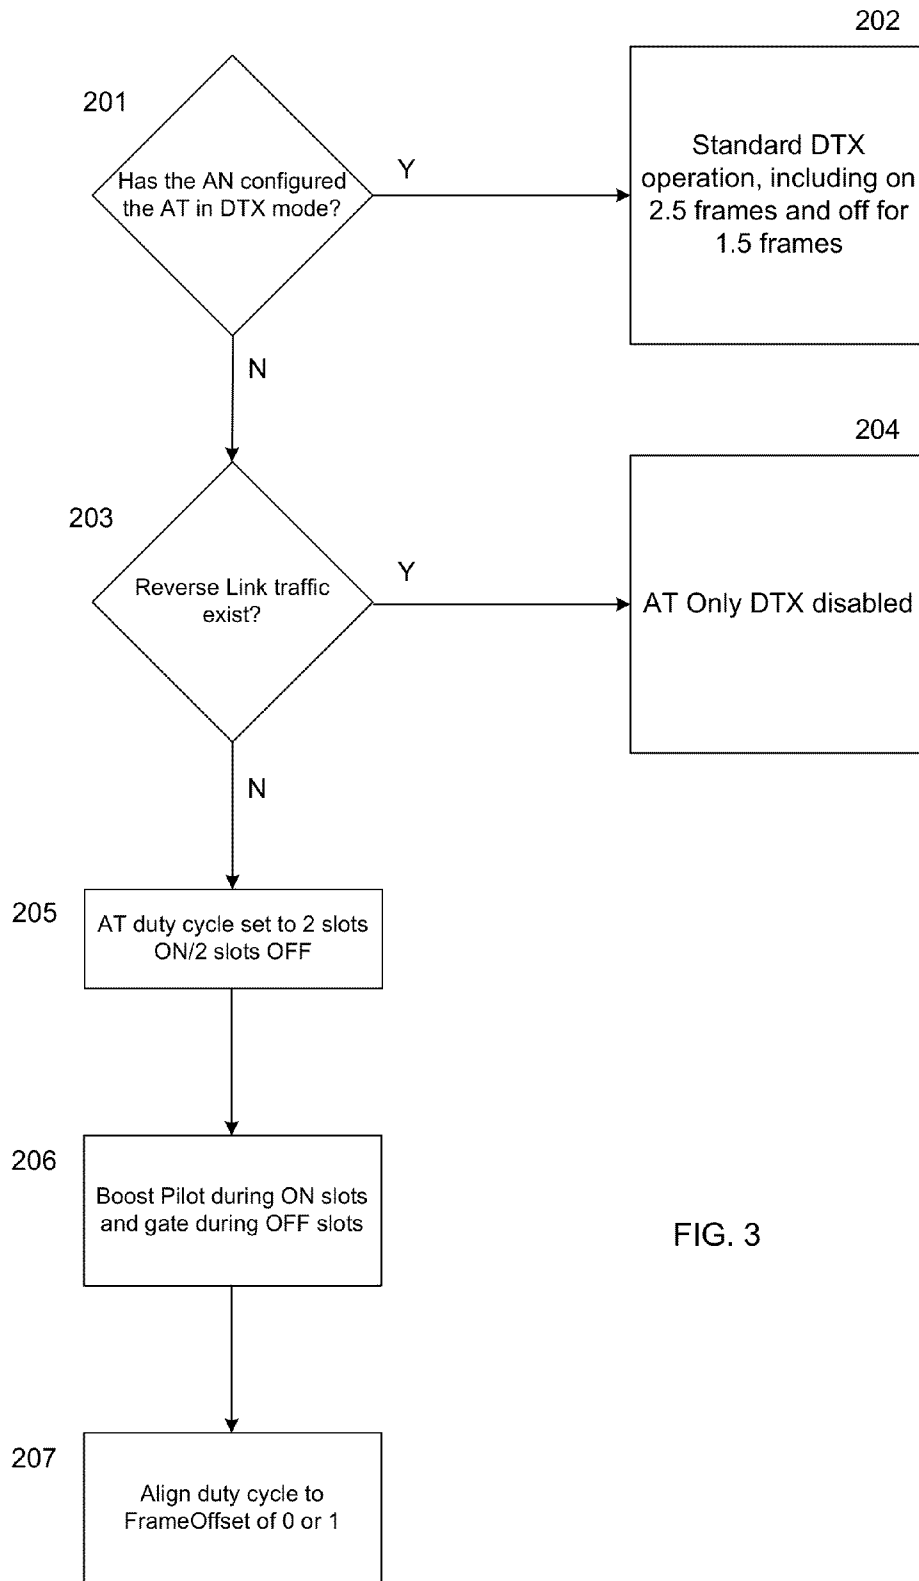 202
201
Has the AN configured
the AT in DTX mode?
Y
Standard DTX
operation, including on
2.5 frames and off for
1.5 frames
N
204
203
Reverse Link traffic
exist?
Y
AT Only DTX disabled
N
205
AT duty cycle set to 2 slots
ON/2 slots OFF
206
Boost Pilot during ON slots
and gate during OFF slots
FIG. 3
207
Align duty cycle to
FrameOffset of 0 or 1